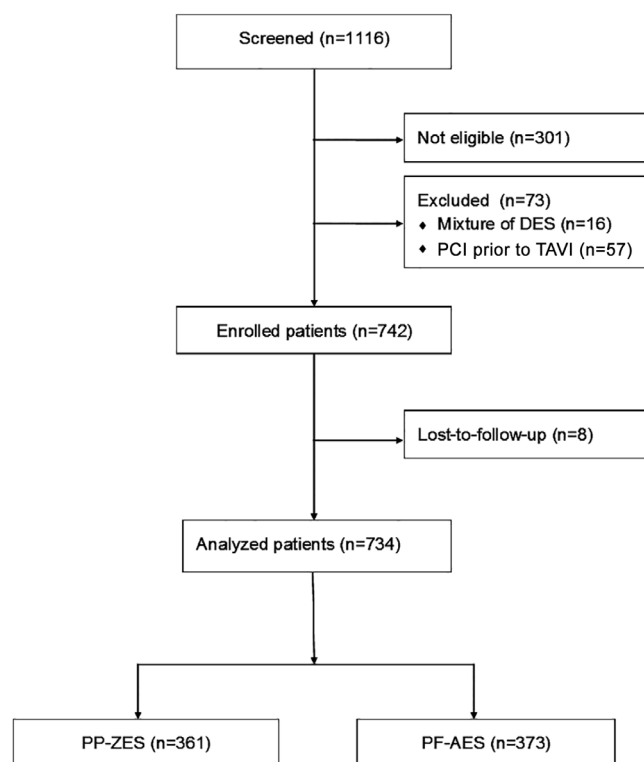 Screened (n=1116)
Not eligible (n=301)
Excluded  (n=73)
♦ Mixture of DES (n=16)
♦ PCI prior to TAVI (n=57)
Enrolled patients (n=742)
Lost-to-follow-up (n=8)
Analyzed patients (n=734)
PP-ZES (n=361)
PF-AES (n=373)